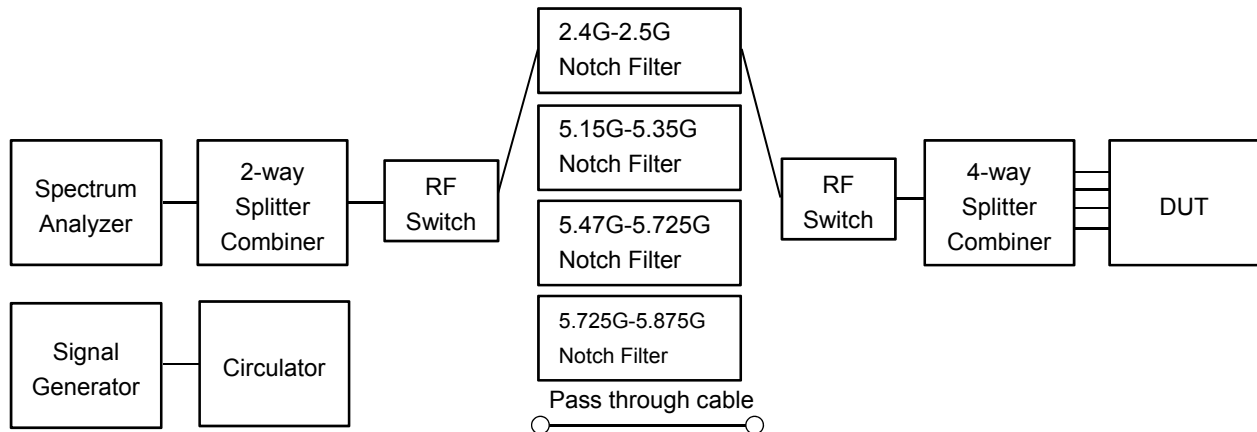 2.4G-2.5G
Notch Filter
5.15G-5.35G
Notch Filter
5.47G-5.725G
Notch Filter
5.725G-5.875G
Notch Filter
Pass through cable
Spectrum
Analyzer
2-way
Splitter
Combiner
RF
Switch
RF
Switch
4-way
Splitter
Combiner
DUT
Signal
Generator
Circulator